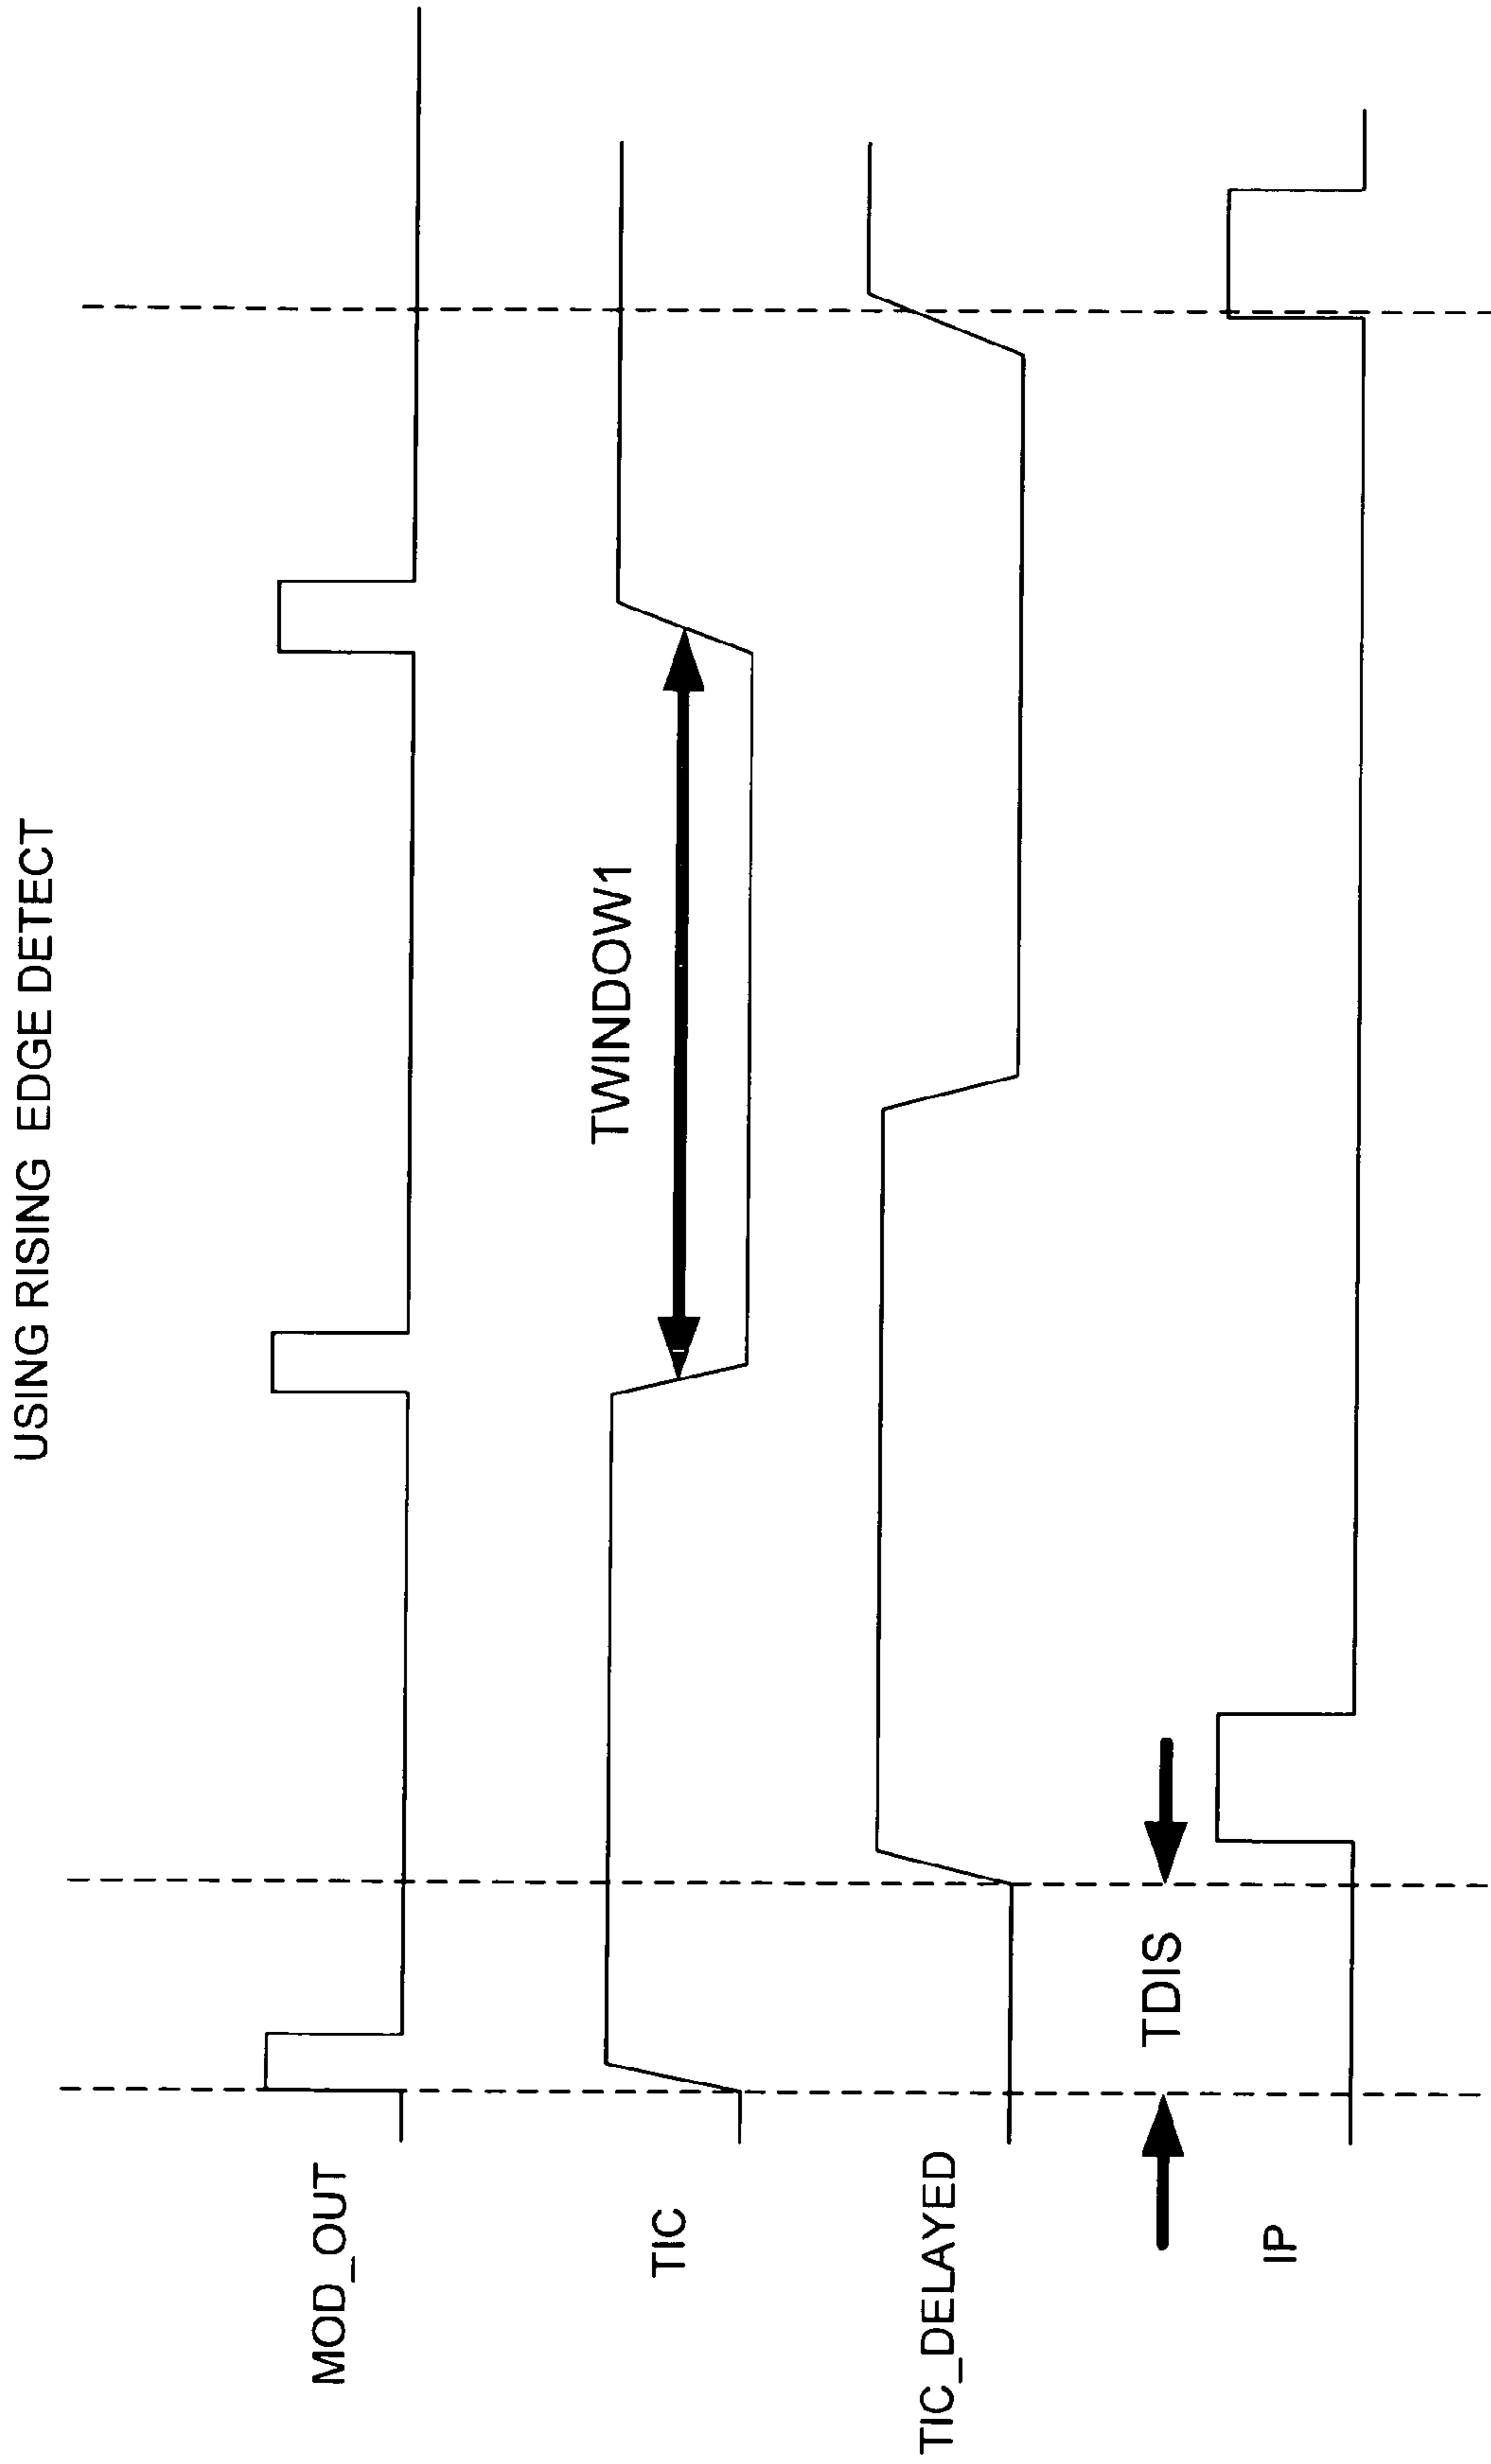 USING RISING EDGE DETECT
MOD_OUT
TIC
TWINDOW1
TIC_DELAYED
TDIS
IP